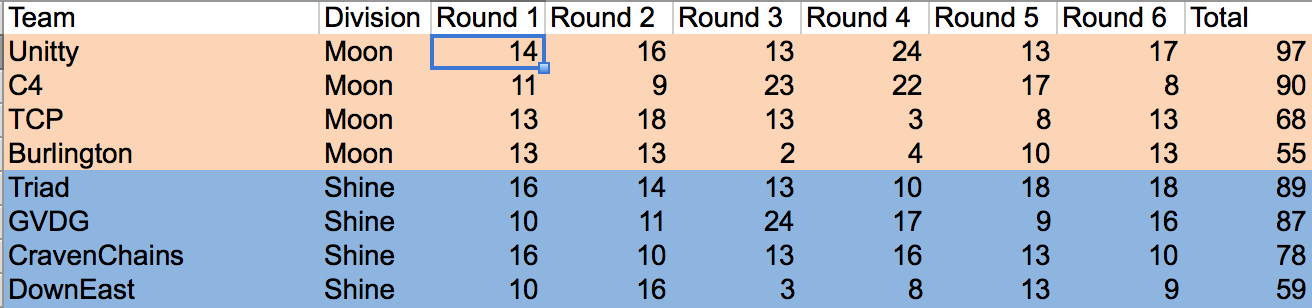 Team Division Round 1 Round 2 Round 3 Round 4 Round 5 Round 6 Total
Unitty Moon 14 16 13 24 13 17 97
C4 Moon 11 9 23 22 17 8 90
TCP Moon 13 18 13 3 8 13 68
Burlington Moon 13 13 2 4 10 13 55
Triad Shine 16 14 13 10 18 18 89
GVDG Shine 10 11 24 17 9 16 87
CravenChains Shine 16 10 13 16 13 10 78
DownEast Shine 10 16 3 8 13 9 59